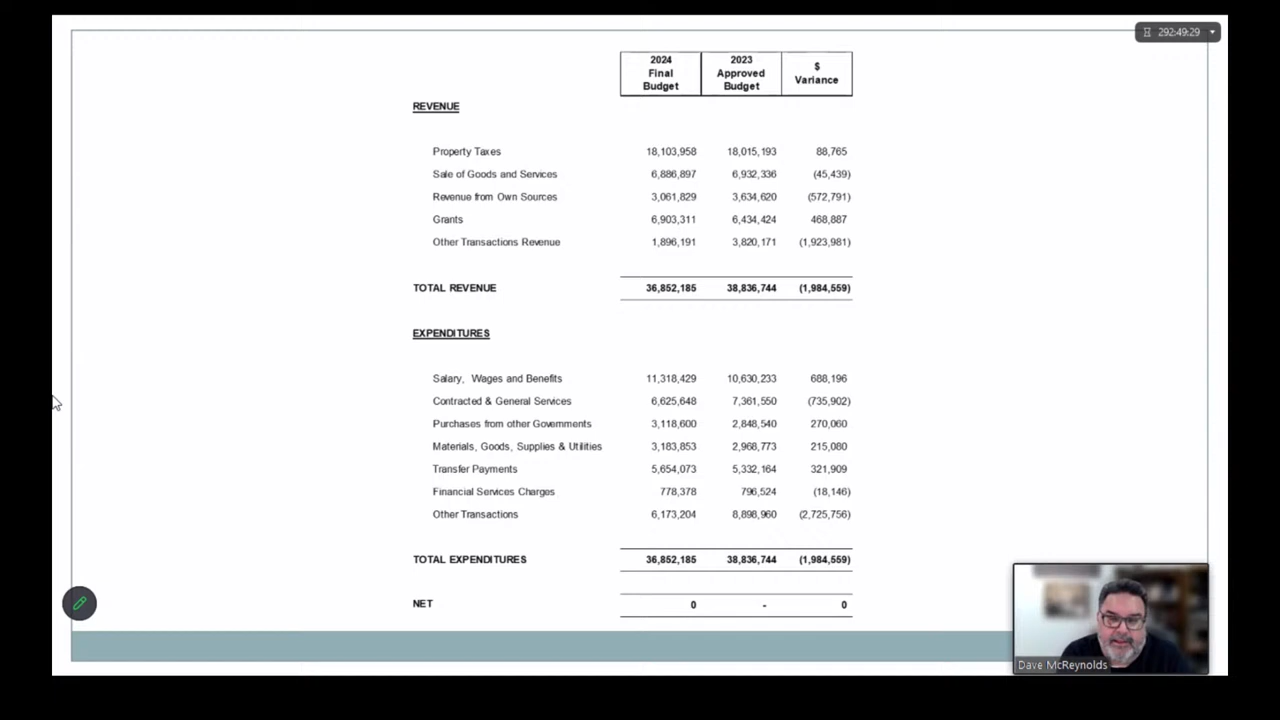 292:49:29
2024 Final Budget 2023 Approved Budget $ Variance
REVENUE
Property Taxes 18,103,958 18,015,193 88,765
Sale of Goods and Services 6,886,897 6,932,336 (45,439)
Revenue from Own Sources 3,061,829 3,634,620 (572,791)
Grants 6,903,311 6,434,424 468,887
Other Transactions Revenue 1,896,191 3,820,171 (1,923,981)
TOTAL REVENUE 36,852,185 38,836,744 (1,984,559)
EXPENDITURES
Salary, Wages and Benefits 11,318,429 10,630,233 688,196
Contracted & General Services 6,625,648 7,361,550 (735,902)
Purchases from other Governments 3,118,600 2,848,540 270,060
Materials, Goods, Supplies & Utilities 3,183,853 2,968,773 215,080
Transfer Payments 5,654,073 5,332,164 321,909
Financial Services Charges 778,378 796,524 (18,146)
Other Transactions 6,173,204 8,898,960 (2,725,756)
TOTAL EXPENDITURES 36,852,185 38,836,744 (1,984,559)
NET 0 - 0
Dave McReynolds